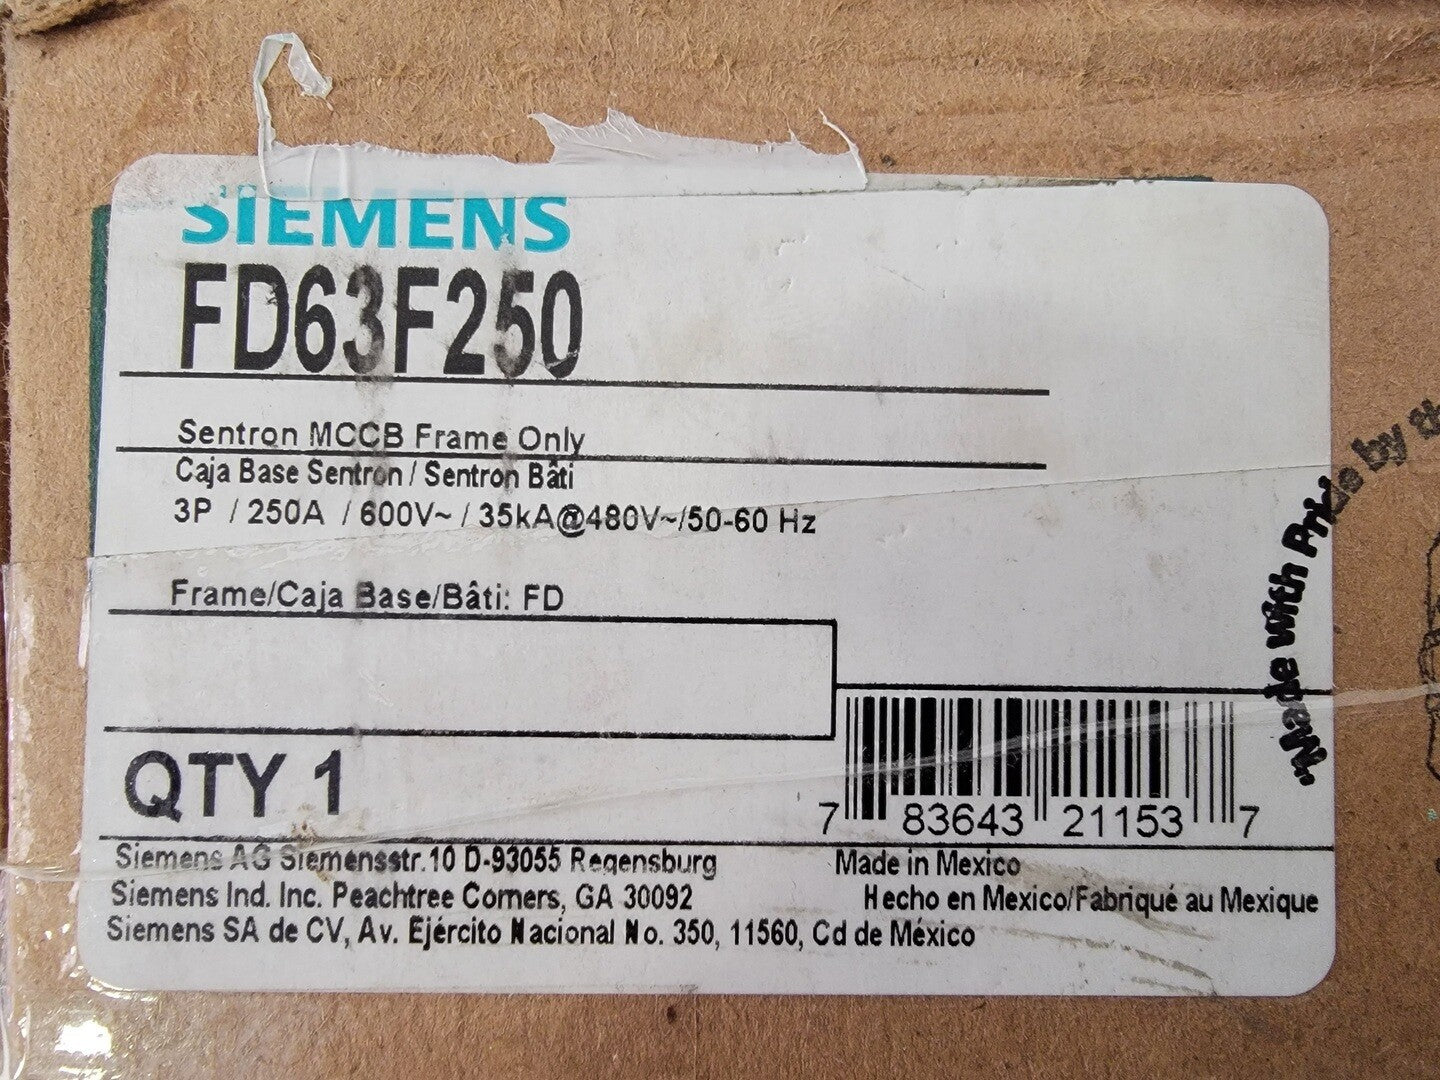 SIEMENS
FD63F250
Sentron MCCB Frame Only
Caja Base Sentron / Sentron Bâti
3P / 250A / 600V~ / 35kA@480V~/50-60 Hz
Frame/Caja Base/Bâti: FD
QTY 1
7 83643 21153 7
Siemens AG Siemensstr.10 D-93055 Regensburg
Siemens Ind. Inc. Peachtree Corners, GA 30092
Siemens SA de CV, Av. Ejército Nacional No. 350, 11560, Cd de México
Made in Mexico
Hecho en Mexico/Fabriqué au Mexique
"Made with Pride by